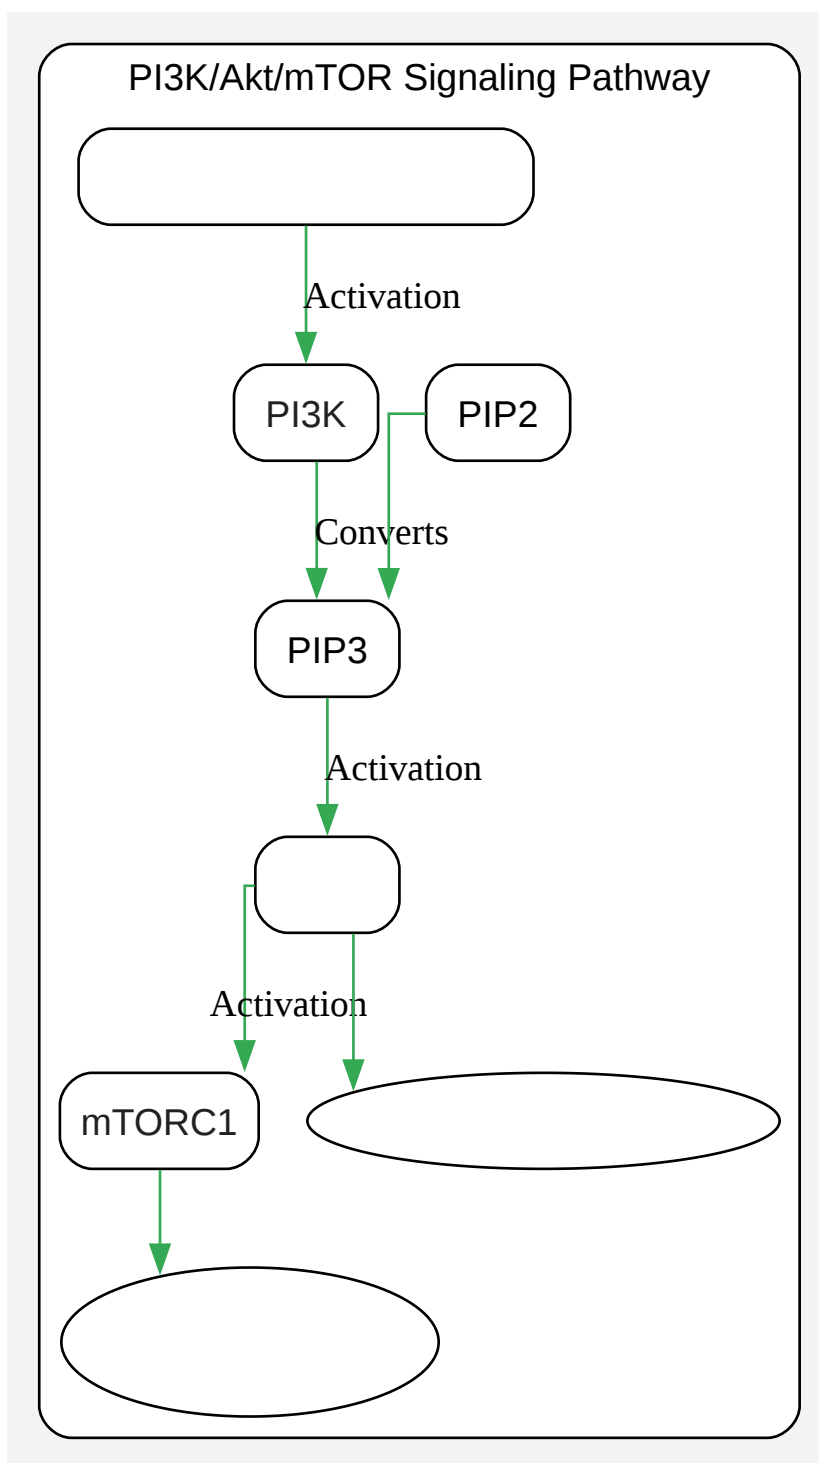 PI3K/Akt/mTOR Signaling Pathway
Activation
PI3K
PIP2
Converts
PIP3
Activation
Activation
mTORC1